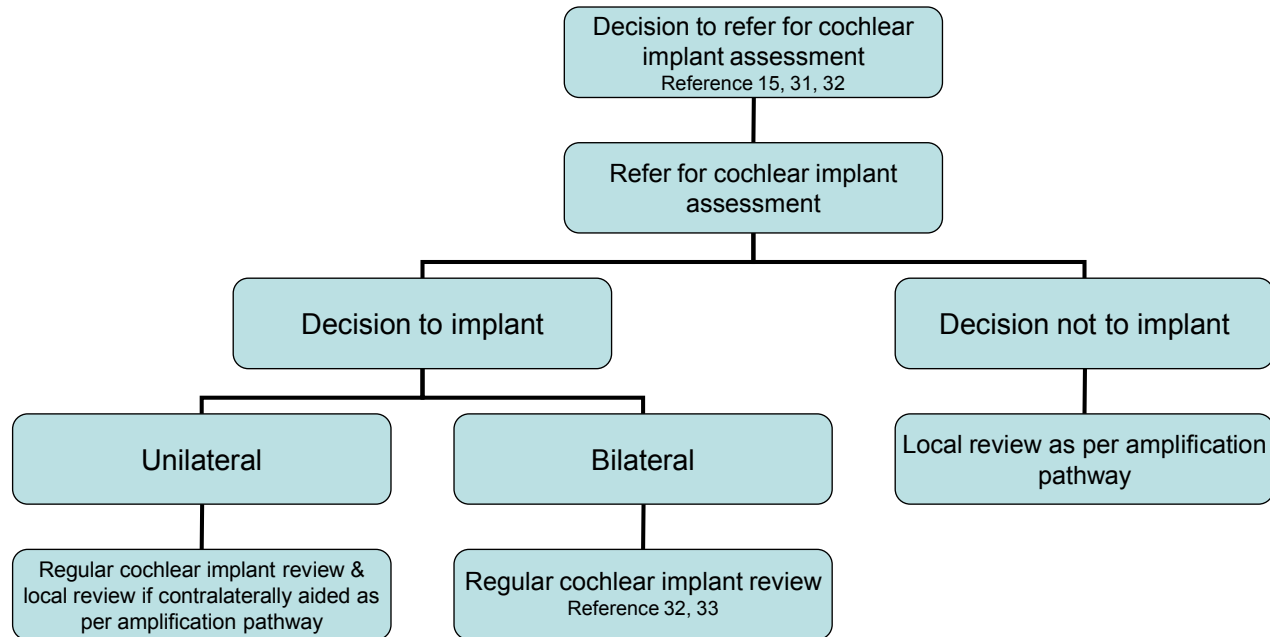 Decision to refer for cochlear
implant assessment
Reference 15, 31, 32
Refer for cochlear implant
assessment
Decision to implant
Decision not to implant
Unilateral
Bilateral
Local review as per amplification
pathway
Regular cochlear implant review &
local review if contralaterally aided as
per amplification pathway
Regular cochlear implant review
Reference 32, 33